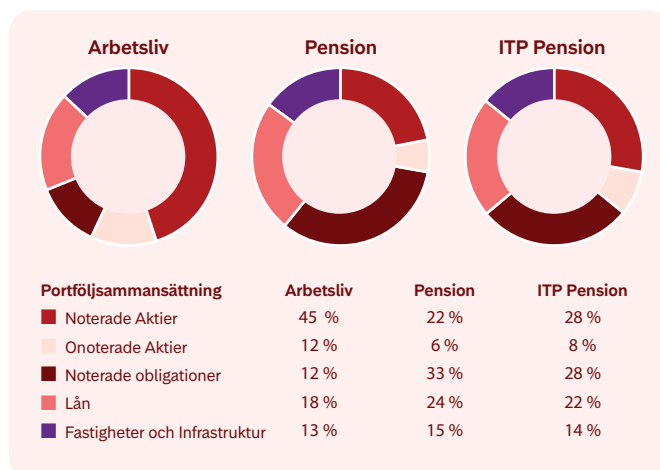 Arbetsliv Pension ITP Pension
Portföljsammansättning Arbetsliv Pension ITP Pension
Noterade Aktier 45 % 22 % 28 %
Onoterade Aktier 12 % 6 % 8 %
Noterade obligationer 12 % 33 % 28 %
Lån 18 % 24 % 22 %
Fastigheter och Infrastruktur 13 % 15 % 14 %